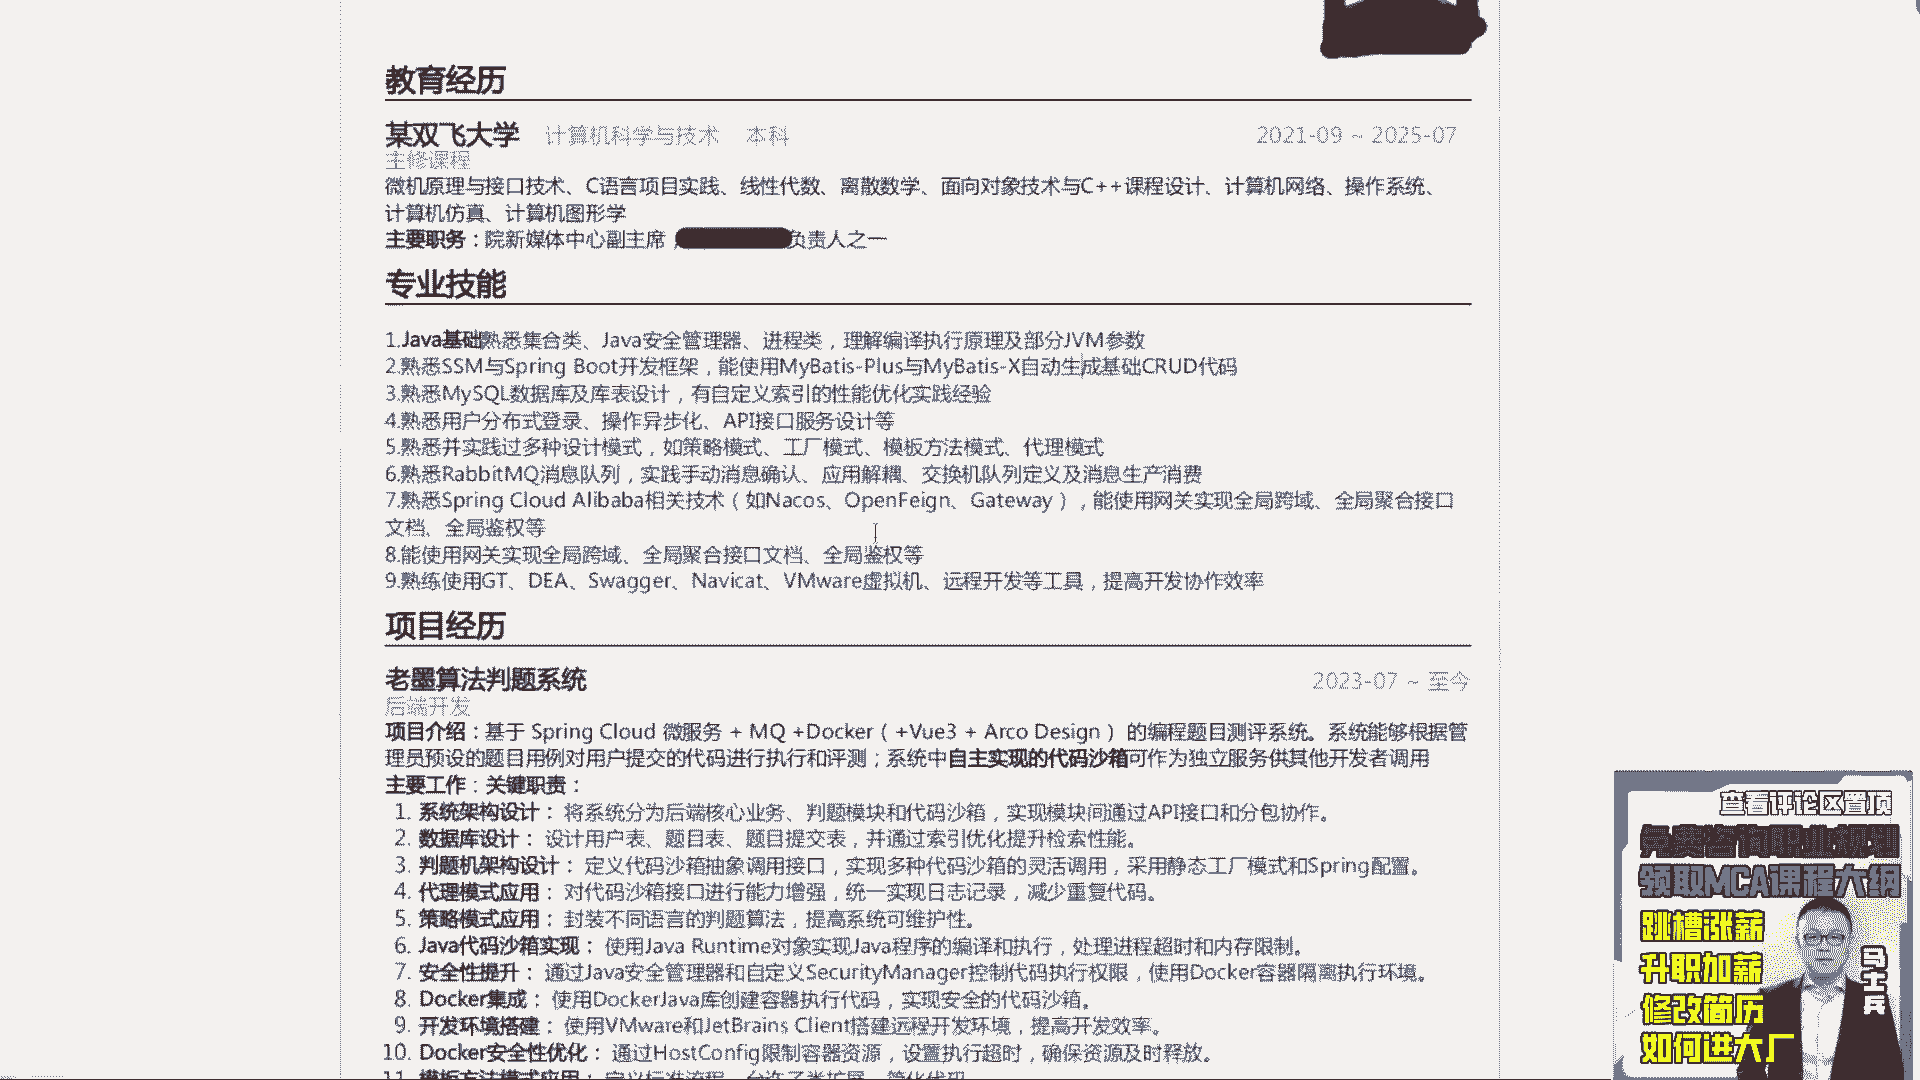 教育经历
某双飞大学 计算机科学与技术 本科 2021-09 ~ 2025-07
主修课程
微机原理与接口技术、C语言项目实践、线性代数、离散数学、面向对象技术与C++课程设计、计算机网络、操作系统、
计算机仿真、计算机图形学
主要职务：院新媒体中心副主席 负责人之一
专业技能
1.Java基础熟悉集合类、Java安全管理器、进程类，理解编译执行原理及部分JVM参数
2.熟悉SSM与Spring Boot开发框架，能使用MyBatis-Plus与MyBatis-X自动生成基础CRUD代码
3.熟悉MySQL数据库及库表设计，有自定义索引的性能优化实践经验
4.熟悉用户分布式登录、操作异步化、API接口服务设计等
5.熟悉并实践过多种设计模式，如策略模式、工厂模式、模板方法模式、代理模式
6.熟悉RabbitMQ消息队列，实践手动消息确认、应用解耦、交换机队列定义及消息生产消费
7.熟悉Spring Cloud Alibaba相关技术（如Nacos、OpenFeign、Gateway），能使用网关实现全局跨域、全局聚合接口
文档、全局鉴权等
8.能使用网关实现全局跨域、全局聚合接口文档、全局鉴权等
9.熟练使用GT、DEA、Swagger、Navicat、VMware虚拟机、远程开发等工具，提高开发协作效率
项目经历
老墨算法判题系统 2023-07 ~ 至今
后端开发
项目介绍：基于 Spring Cloud 微服务 + MQ +Docker（+Vue3 + Arco Design） 的编程题目测评系统。系统能够根据管
理员预设的题目用例对用户提交的代码进行执行和评测；系统中自主实现的代码沙箱可作为独立服务供其他开发者调用
主要工作：关键职责：
1. 系统架构设计： 将系统分为后端核心业务、判题模块和代码沙箱，实现模块间通过API接口和分包协作。
2. 数据库设计： 设计用户表、题目表、题目提交表，并通过索引优化提升检索性能。
3. 判题机架构设计： 定义代码沙箱抽象调用接口，实现多种代码沙箱的灵活调用，采用静态工厂模式和Spring配置。
4. 代理模式应用： 对代码沙箱接口进行能力增强，统一实现日志记录，减少重复代码。
5. 策略模式应用： 封装不同语言的判题算法，提高系统可维护性。
6. Java代码沙箱实现： 使用Java Runtime对象实现Java程序的编译和执行，处理进程超时和内存限制。
7. 安全性提升： 通过Java安全管理器和自定义SecurityManager控制代码执行权限，使用Docker容器隔离执行环境。
8. Docker集成： 使用DockerJava库创建容器执行代码，实现安全的代码沙箱。
9. 开发环境搭建： 使用VMware和JetBrains Client搭建远程开发环境，提高开发效率。
10. Docker安全性优化： 通过HostConfig限制容器资源，设置执行超时，确保资源及时释放。
11. 模板方法模式应用： 定义标准流程，允许子类扩展，简化代码
查看评论区置顶
免费咨询职业规划
领取MCA课程大纲
跳槽涨薪
升职加薪
修改简历
如何进大厂
马士兵